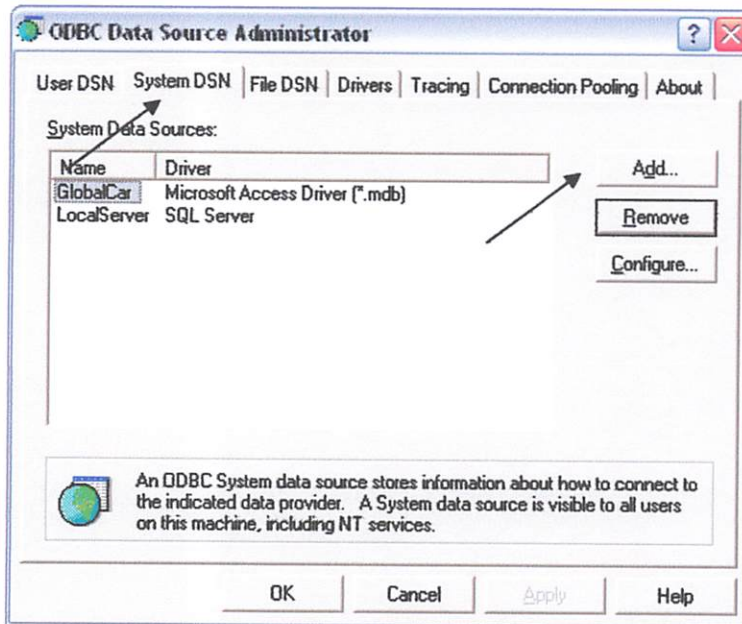 ODBC Data Source Administrator
?
User DSN System DSN File DSN Drivers Tracing Connection Pooling About
System Data Sources:
Name Driver
GlobalCar Microsoft Access Driver (*.mdb)
LocalServer SQL Server
Add...
Remove
Configure...
An ODBC System data source stores information about how to connect to
the indicated data provider. A System data source is visible to all users
on this machine, including NT services.
OK Cancel Apply Help